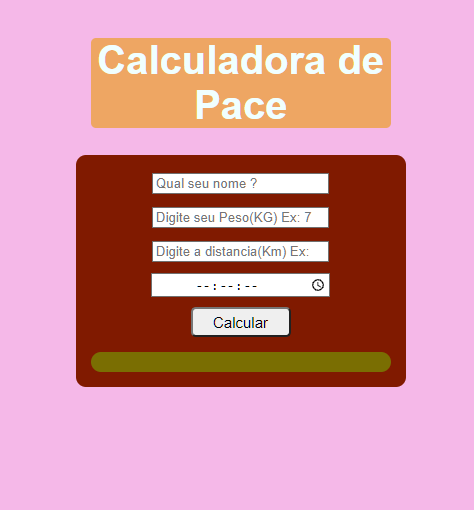 Calculadora de
Pace
Qual seu nome ?
Digite seu Peso(KG) Ex: 7
Digite a distancia(Km) Ex:
--:--:--
Calcular